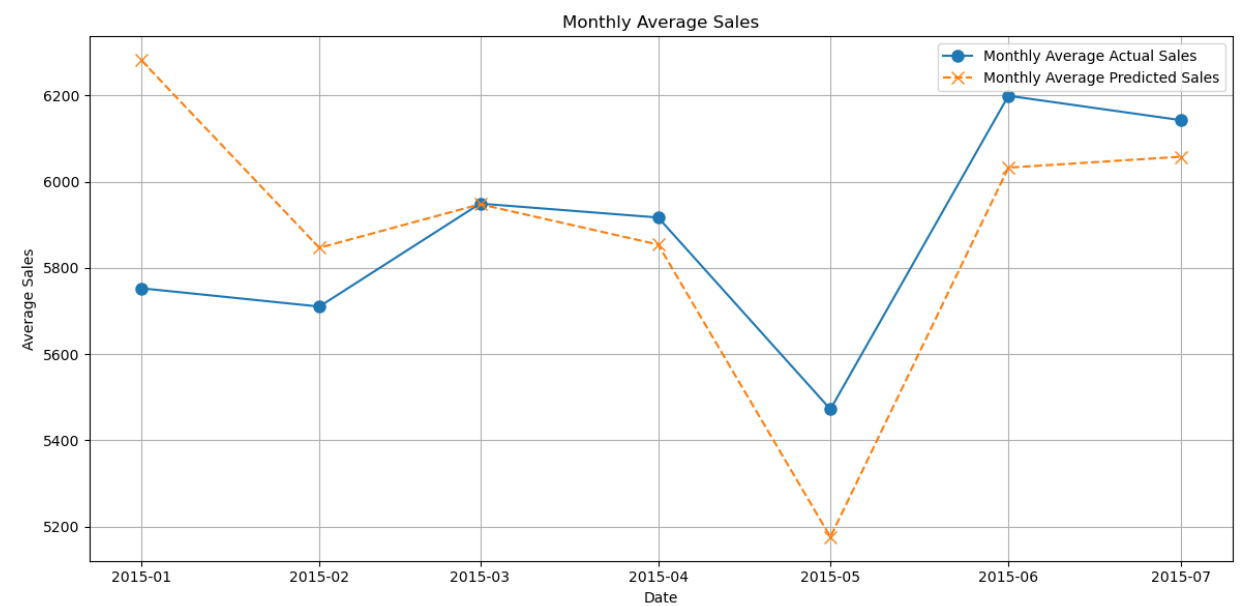 Monthly Average Sales
Monthly Average Actual Sales
Monthly Average Predicted Sales
6200
6000
5800
5600
5400
5200
Average Sales
2015-01 2015-02 2015-03 2015-04 2015-05 2015-06 2015-07
Date